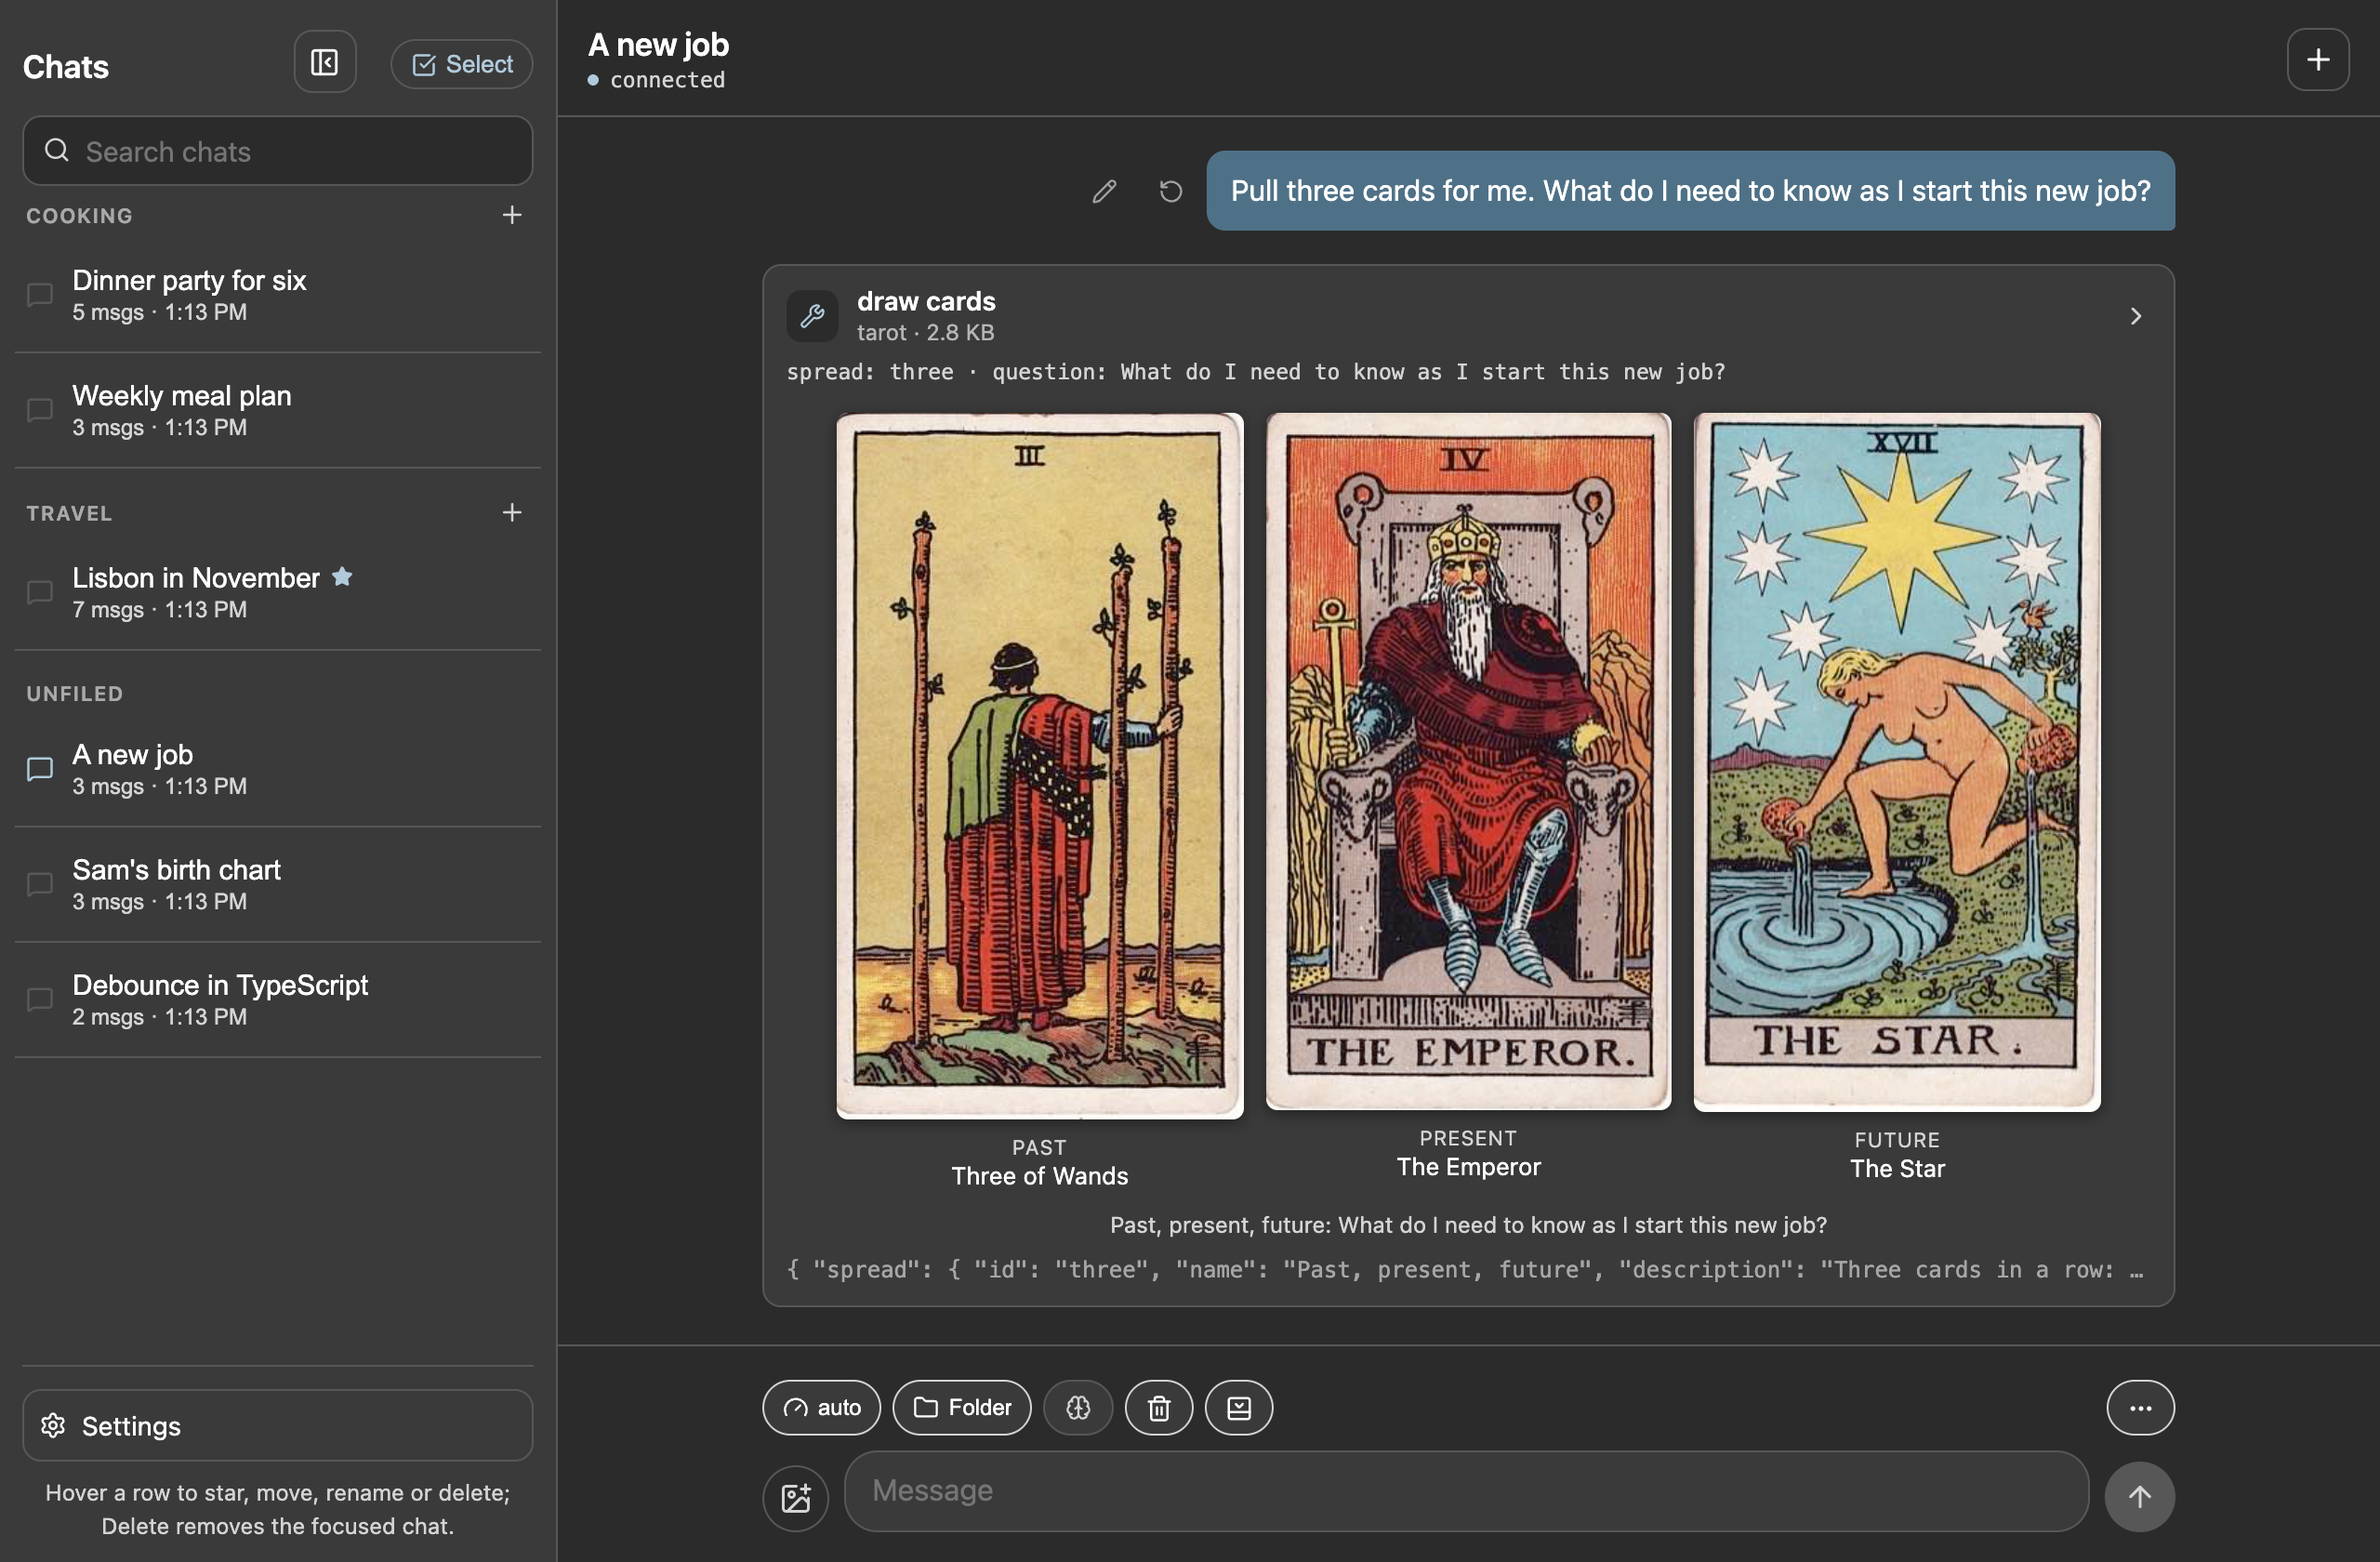 Chats
Select
Search chats
COOKING
Dinner party for six
5 msgs · 1:13 PM
Weekly meal plan
3 msgs · 1:13 PM
TRAVEL
Lisbon in November
7 msgs · 1:13 PM
UNFILED
A new job
3 msgs · 1:13 PM
Sam's birth chart
3 msgs · 1:13 PM
Debounce in TypeScript
2 msgs · 1:13 PM
Settings
Hover a row to star, move, rename or delete;
Delete removes the focused chat.
A new job
connected
Pull three cards for me. What do I need to know as I start this new job?
draw cards
tarot · 2.8 KB
spread: three · question: What do I need to know as I start this new job?
III
IV
THE EMPEROR.
XVII
THE STAR.
PAST
Three of Wands
PRESENT
The Emperor
FUTURE
The Star
Past, present, future: What do I need to know as I start this new job?
{ "spread": { "id": "three", "name": "Past, present, future", "description": "Three cards in a row: …
auto
Folder
Message